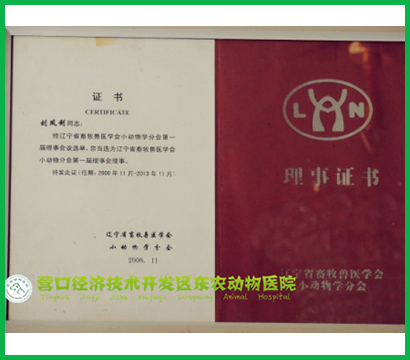 证书
CERTIFICATE
刘凤利同志:
经辽宁省畜牧兽医学会小动物学分会第一
届理事会议选举，您当选为辽宁省畜牧兽医学会
小动物分会第一届理事会理事。
特发此证（任期：2008年11月-2013年11月）
辽宁省畜牧兽医学会
小动物学分会
2008.11
L N
理事证书
辽宁省畜牧兽医学会
小动物学分会
营口经济技术开发区东农动物医院
Animal Hospital